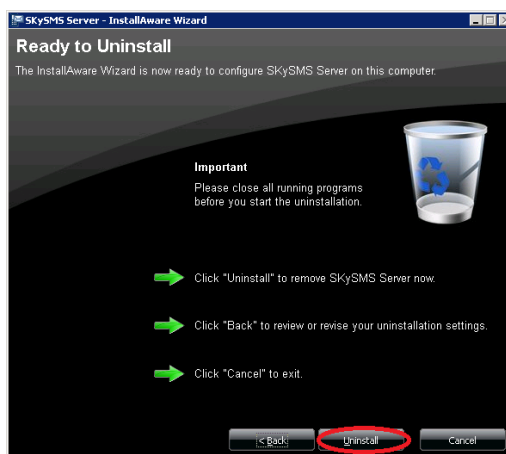 SKySMS Server - InstallAware Wizard
Ready to Uninstall
The InstallAware Wizard is now ready to configure SKySMS Server on this computer.
Important
Please close all running programs
before you start the uninstallation.
Click "Uninstall" to remove SKySMS Server now.
Click "Back" to review or revise your uninstallation settings.
Click "Cancel" to exit.
< Back
Uninstall
Cancel